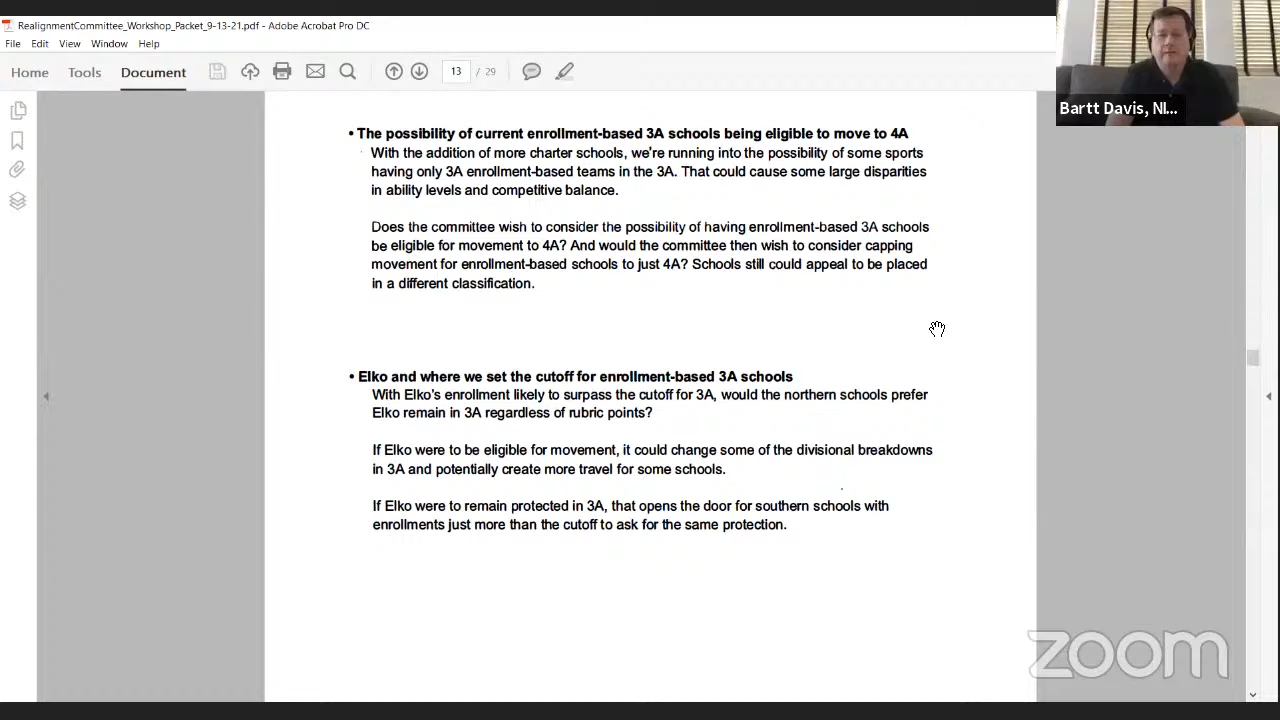 RealignmentCommittee_Workshop_Packet_9-13-21.pdf - Adobe Acrobat Pro DC
File Edit View Window Help
Home Tools Document 13 / 29
Bartt Davis, NI...
• The possibility of current enrollment-based 3A schools being eligible to move to 4A
With the addition of more charter schools, we're running into the possibility of some sports
having only 3A enrollment-based teams in the 3A. That could cause some large disparities
in ability levels and competitive balance.
Does the committee wish to consider the possibility of having enrollment-based 3A schools
be eligible for movement to 4A? And would the committee then wish to consider capping
movement for enrollment-based schools to just 4A? Schools still could appeal to be placed
in a different classification.
• Elko and where we set the cutoff for enrollment-based 3A schools
With Elko's enrollment likely to surpass the cutoff for 3A, would the northern schools prefer
Elko remain in 3A regardless of rubric points?
If Elko were to be eligible for movement, it could change some of the divisional breakdowns
in 3A and potentially create more travel for some schools.
If Elko were to remain protected in 3A, that opens the door for southern schools with
enrollments just more than the cutoff to ask for the same protection.
zoom